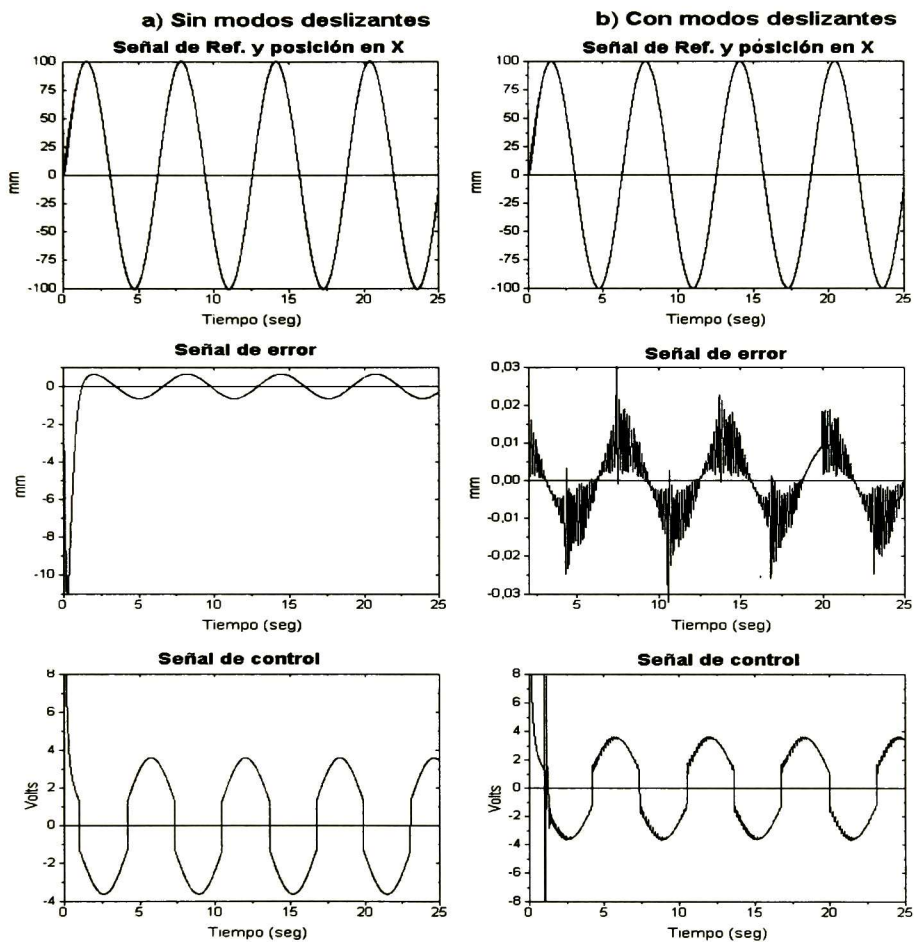 a) Sin modos deslizantes
Señal de Ref. y posición en X
100
75
50
25
0
-25
-50
-75
-100
mm
0 5 10 15 20 25
Tiempo (seg)
Señal de error
0
-2
-4
-6
-8
-10
mm
0 5 10 15 20 25
Tiempo (seg)
Señal de control
8
6
4
2
0
-2
-4
Volts
0 5 10 15 20 25
Tiempo (seg)
b) Con modos deslizantes
Señal de Ref. y pósición en X
100
75
50
25
0
-25
-50
-75
-100
mm
0 5 10 15 20 25
Tiempo (seg)
Señal de error
0,03
0,02
0,01
0,00
-0,01
-0,02
-0,03
mm
5 10 15 20 25
Tiempo (seg)
Señal de control
8
6
4
2
0
-2
-4
-6
-8
Volts
0 5 10 15 20 25
Tiempo (seg)